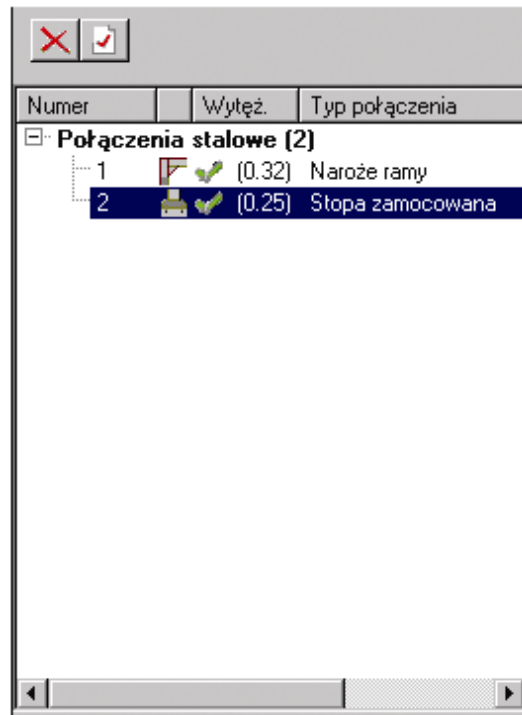 Numer Wytęż. Typ połączenia
Połączenia stalowe (2)
1 (0.32) Naroże ramy
2 (0.25) Stopa zamocowana